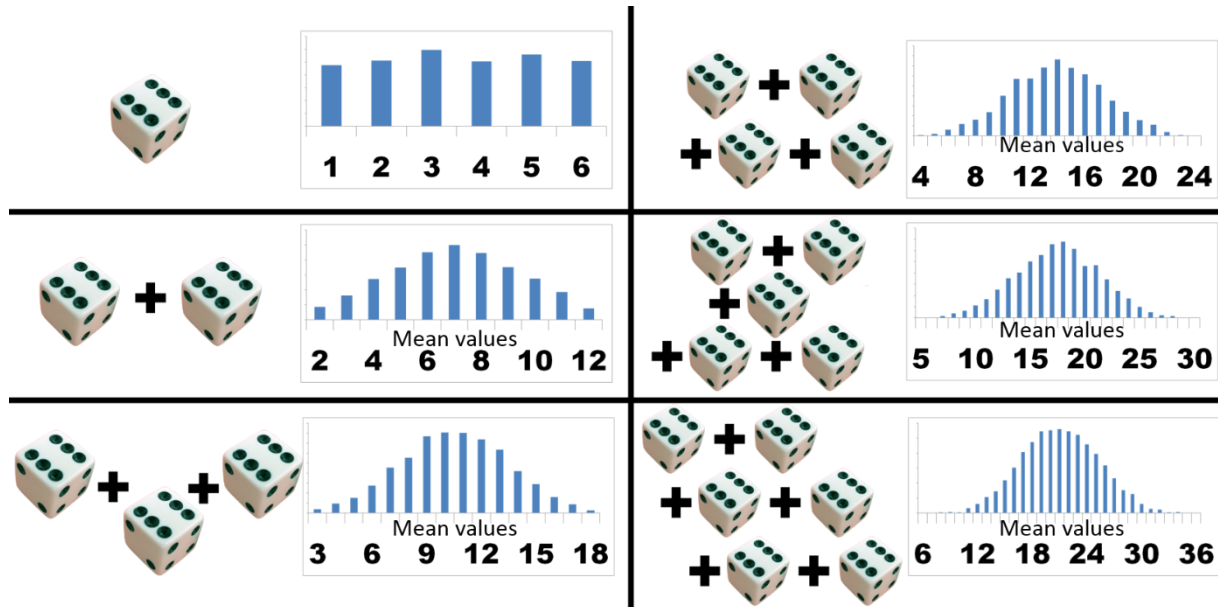 1 2 3 4 5 6
Mean values
2 4 6 8 10 12
Mean values
3 6 9 12 15 18
Mean values
4 8 12 16 20 24
Mean values
5 10 15 20 25 30
Mean values
6 12 18 24 30 36